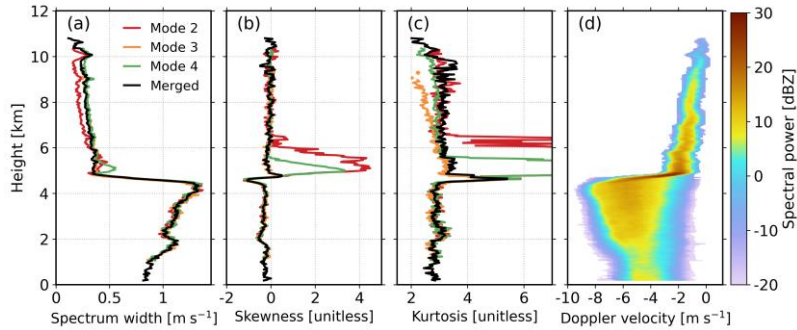 (a)
(b)
(c)
(d)
Mode 2
Mode 3
Mode 4
Merged
Height [km]
12
10
8
6
4
2
0
0 0.5 1
-2 0 2 4
2 4 6
-10 -8 -6 -4 -2 0
Spectrum width [m s⁻¹]
Skewness [unitless]
Kurtosis [unitless]
Doppler velocity [m s⁻¹]
30
20
10
0
-10
-20
Spectral power [dBZ]